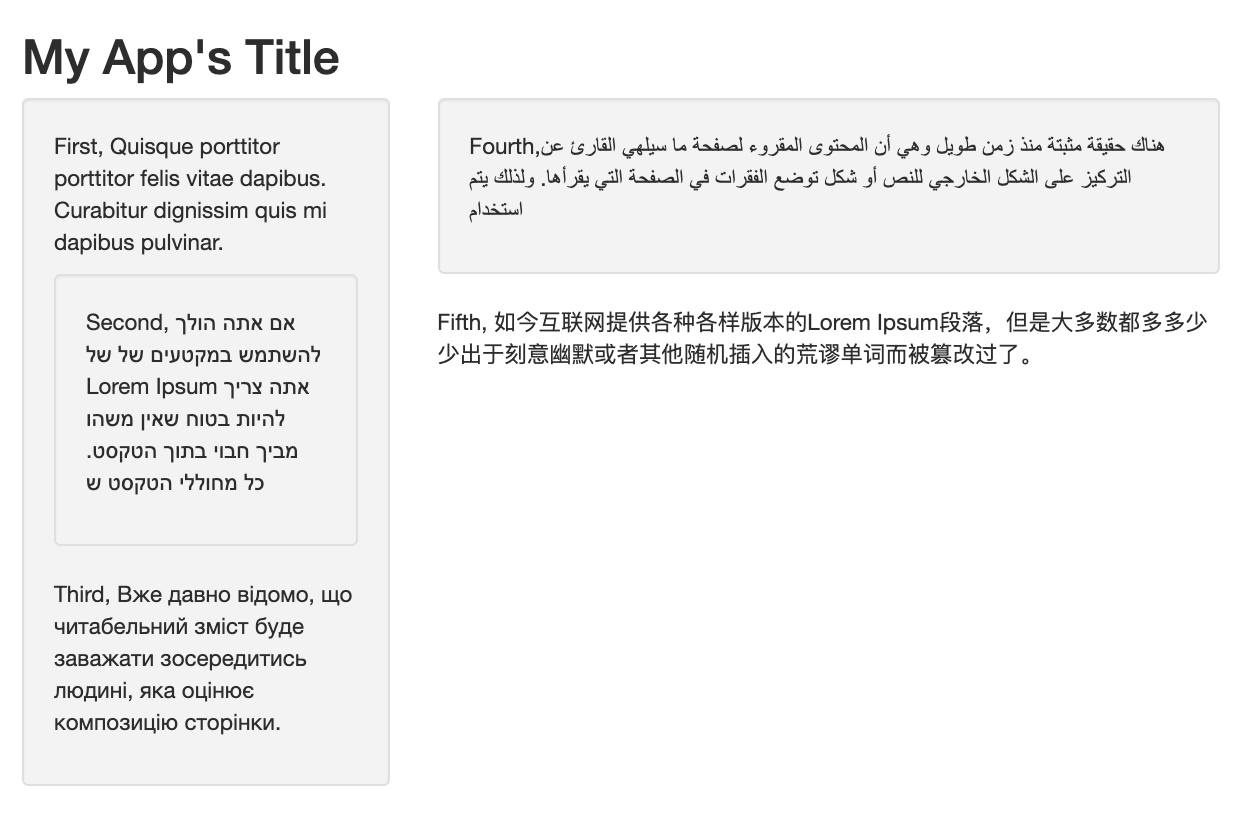 My App's Title
First, Quisque porttitor
porttitor felis vitae dapibus.
Curabitur dignissim quis mi
dapibus pulvinar.
Second, אם אתה הולך
להשתמש במקטעים של של
Lorem Ipsum אתה צריך
להיות בטוח שאין משהו
מביך חבוי בתוך הטקסט.
כל מחוללי הטקסט ש
Third, Вже давно відомо, що
читабельний зміст буде
заважати зосередитись
людині, яка оцінює
композицію сторінки.
Fourth,هناك حقيقة مثبتة منذ زمن طويل وهي أن المحتوى المقروء لصفحة ما سيلهي القارئ عن
التركيز على الشكل الخارجي للنص أو شكل توضع الفقرات في الصفحة التي يقرأها. ولذلك يتم
استخدام
Fifth, 如今互联网提供各种各样版本的Lorem Ipsum段落，但是大多数都多多少
少出于刻意幽默或者其他随机插入的荒谬单词而被篡改过了。